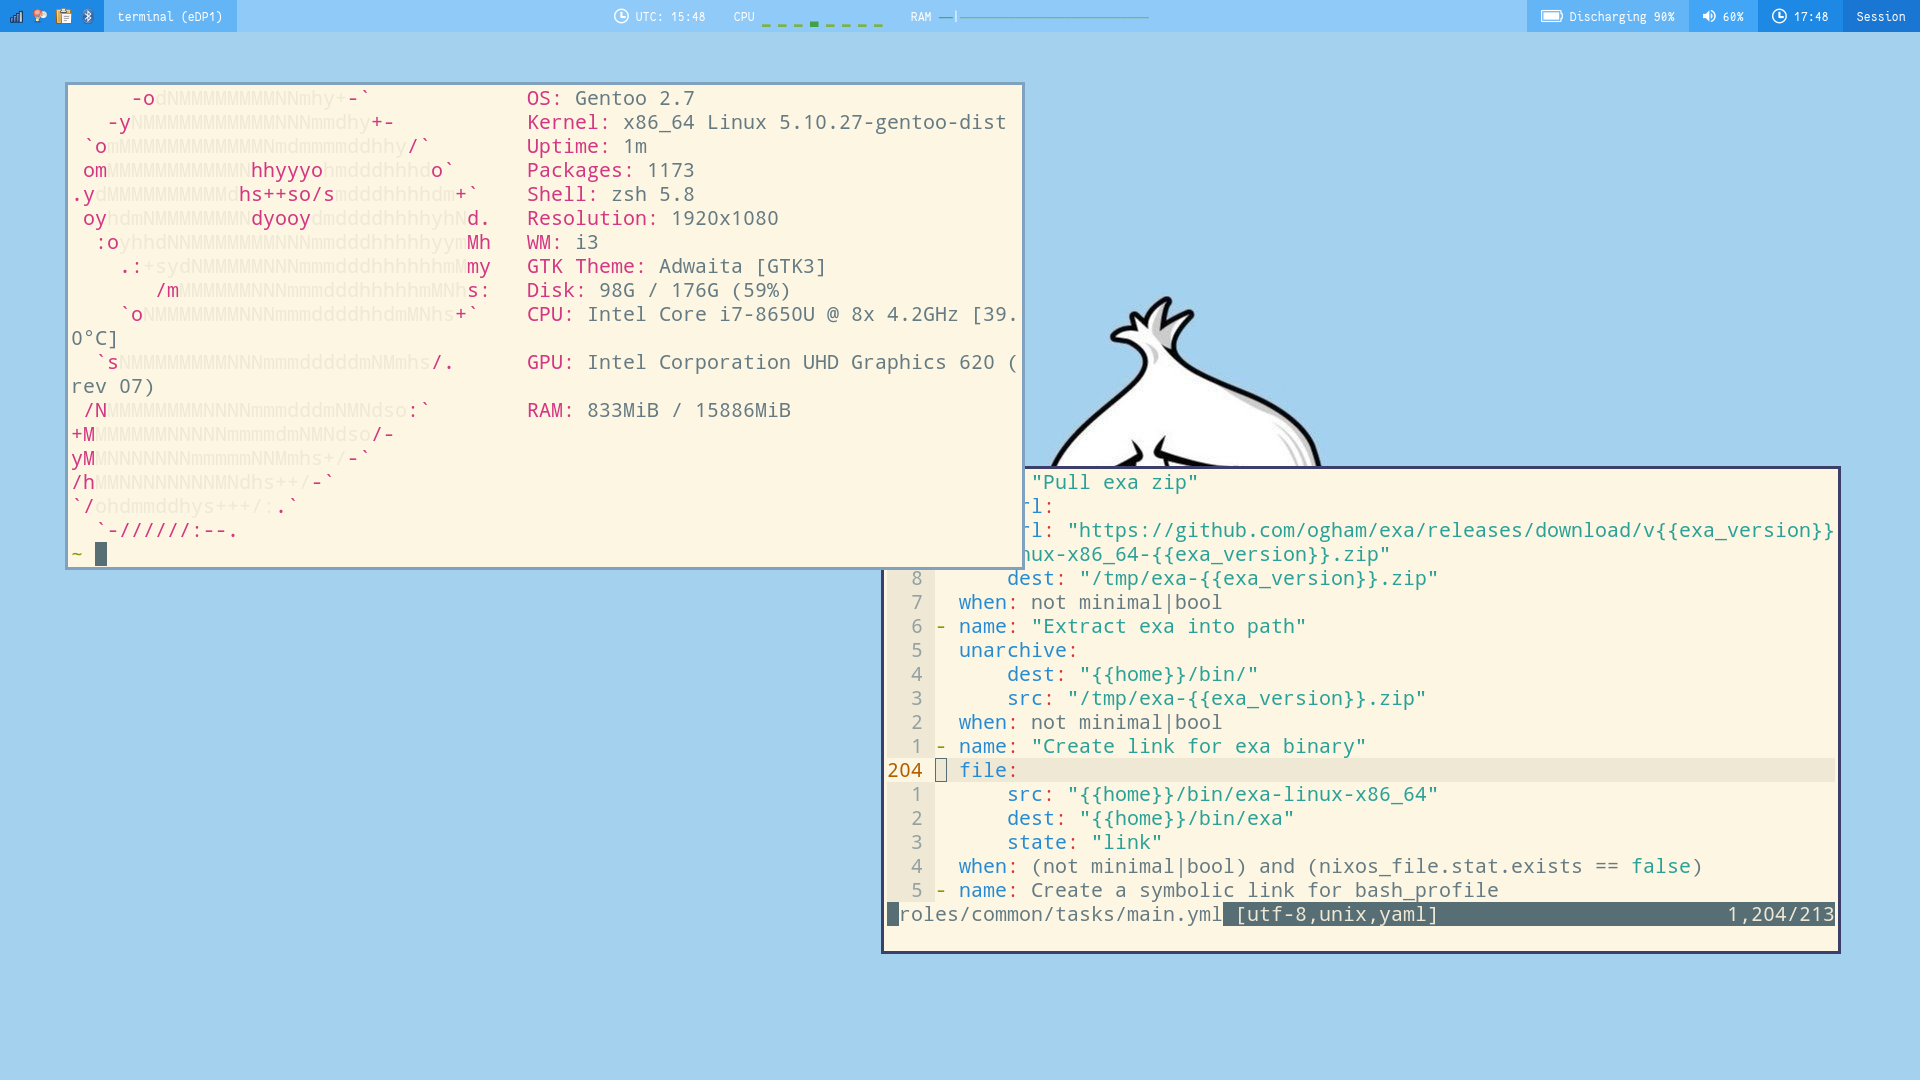 terminal (eDP1)
UTC: 15:48
CPU
RAM
Discharging 90%
60%
17:48
Session
-odNMMMMMMMMNNmhy+-`
-yNMMMMMMMMMMMNNNmmdhy+-
`omMMMMMMMMMMMMNmdmmmmddhhy/`
omMMMMMMMMMMMNhhyyyohmdddhhhdo`
.ydMMMMMMMMMMdhs++so/smdddhhhhdm+`
oyhdmNMMMMMMMNdyooydmddddhhhhyhNd.
:oyhhdNNMMMMMMMNNNmmdddhhhhhyymMh
.:+sydNMMMMMNNNmmmdddhhhhhhmMmy
/mMMMMMMNNNmmmdddhhhhhmMNhs:
`oNMMMMMMMNNNmmmddddhhdmMNhs+`
`sNMMMMMMMMNNNmmmdddddmNMmhs/.
/NMMMMMMMMNNNNmmmdddmNMNdso:`
+MMMMMMMNNNNNmmmmdmNMNdso/-
yMMNNNNNNNmmmmmNNMmhs+/-`
/hMMNNNNNNNNMNdhs++/-`
`/ohdmmddhys+++/:.`
`-//////:--.
OS: Gentoo 2.7
Kernel: x86_64 Linux 5.10.27-gentoo-dist
Uptime: 1m
Packages: 1173
Shell: zsh 5.8
Resolution: 1920x1080
WM: i3
GTK Theme: Adwaita [GTK3]
Disk: 98G / 176G (59%)
CPU: Intel Core i7-8650U @ 8x 4.2GHz [39.
0°C]
GPU: Intel Corporation UHD Graphics 620 (
rev 07)
RAM: 833MiB / 15886MiB
~
"Pull exa zip"
rl:
rl: "https://github.com/ogham/exa/releases/download/v{{exa_version}}
nux-x86_64-{{exa_version}}.zip"
8 dest: "/tmp/exa-{{exa_version}}.zip"
7 when: not minimal|bool
6 - name: "Extract exa into path"
5 unarchive:
4 dest: "{{home}}/bin/"
3 src: "/tmp/exa-{{exa_version}}.zip"
2 when: not minimal|bool
1 - name: "Create link for exa binary"
204 file:
1 src: "{{home}}/bin/exa-linux-x86_64"
2 dest: "{{home}}/bin/exa"
3 state: "link"
4 when: (not minimal|bool) and (nixos_file.stat.exists == false)
5 - name: Create a symbolic link for bash_profile
roles/common/tasks/main.yml [utf-8,unix,yaml] 1,204/213